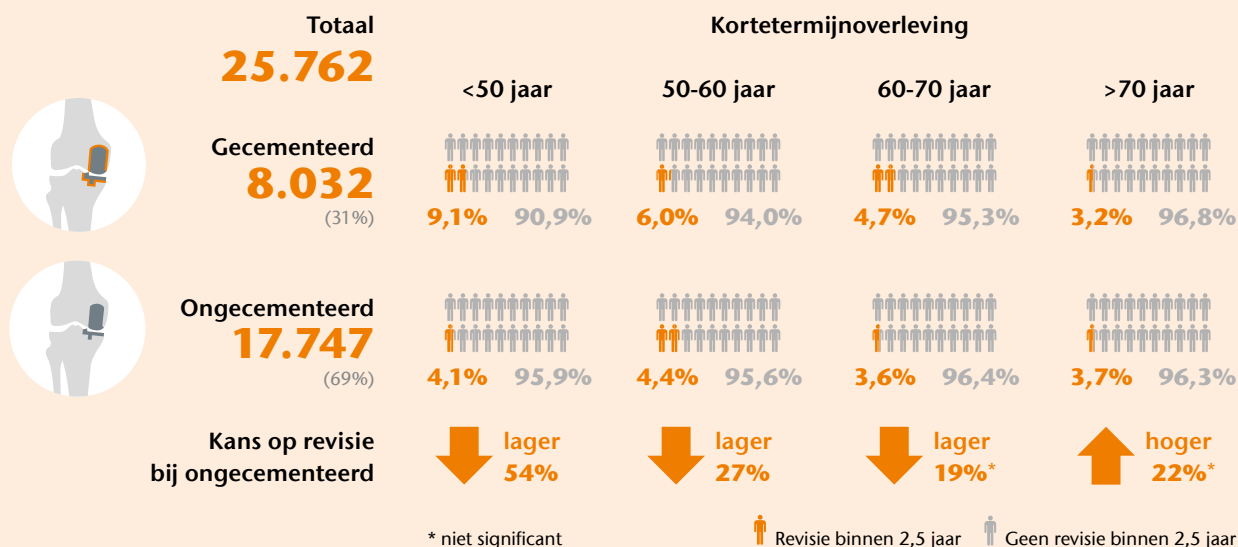 Totaal
25.762
Kortetermijnoverleving
<50 jaar
50-60 jaar
60-70 jaar
>70 jaar
Gecementeerd
8.032
(31%)
9,1% 90,9%
6,0% 94,0%
4,7% 95,3%
3,2% 96,8%
Ongecementeerd
17.747
(69%)
4,1% 95,9%
4,4% 95,6%
3,6% 96,4%
3,7% 96,3%
Kans op revisie
bij ongecementeerd
lager
54%
lager
27%
lager
19%*
hoger
22%*
* niet significant
Revisie binnen 2,5 jaar
Geen revisie binnen 2,5 jaar